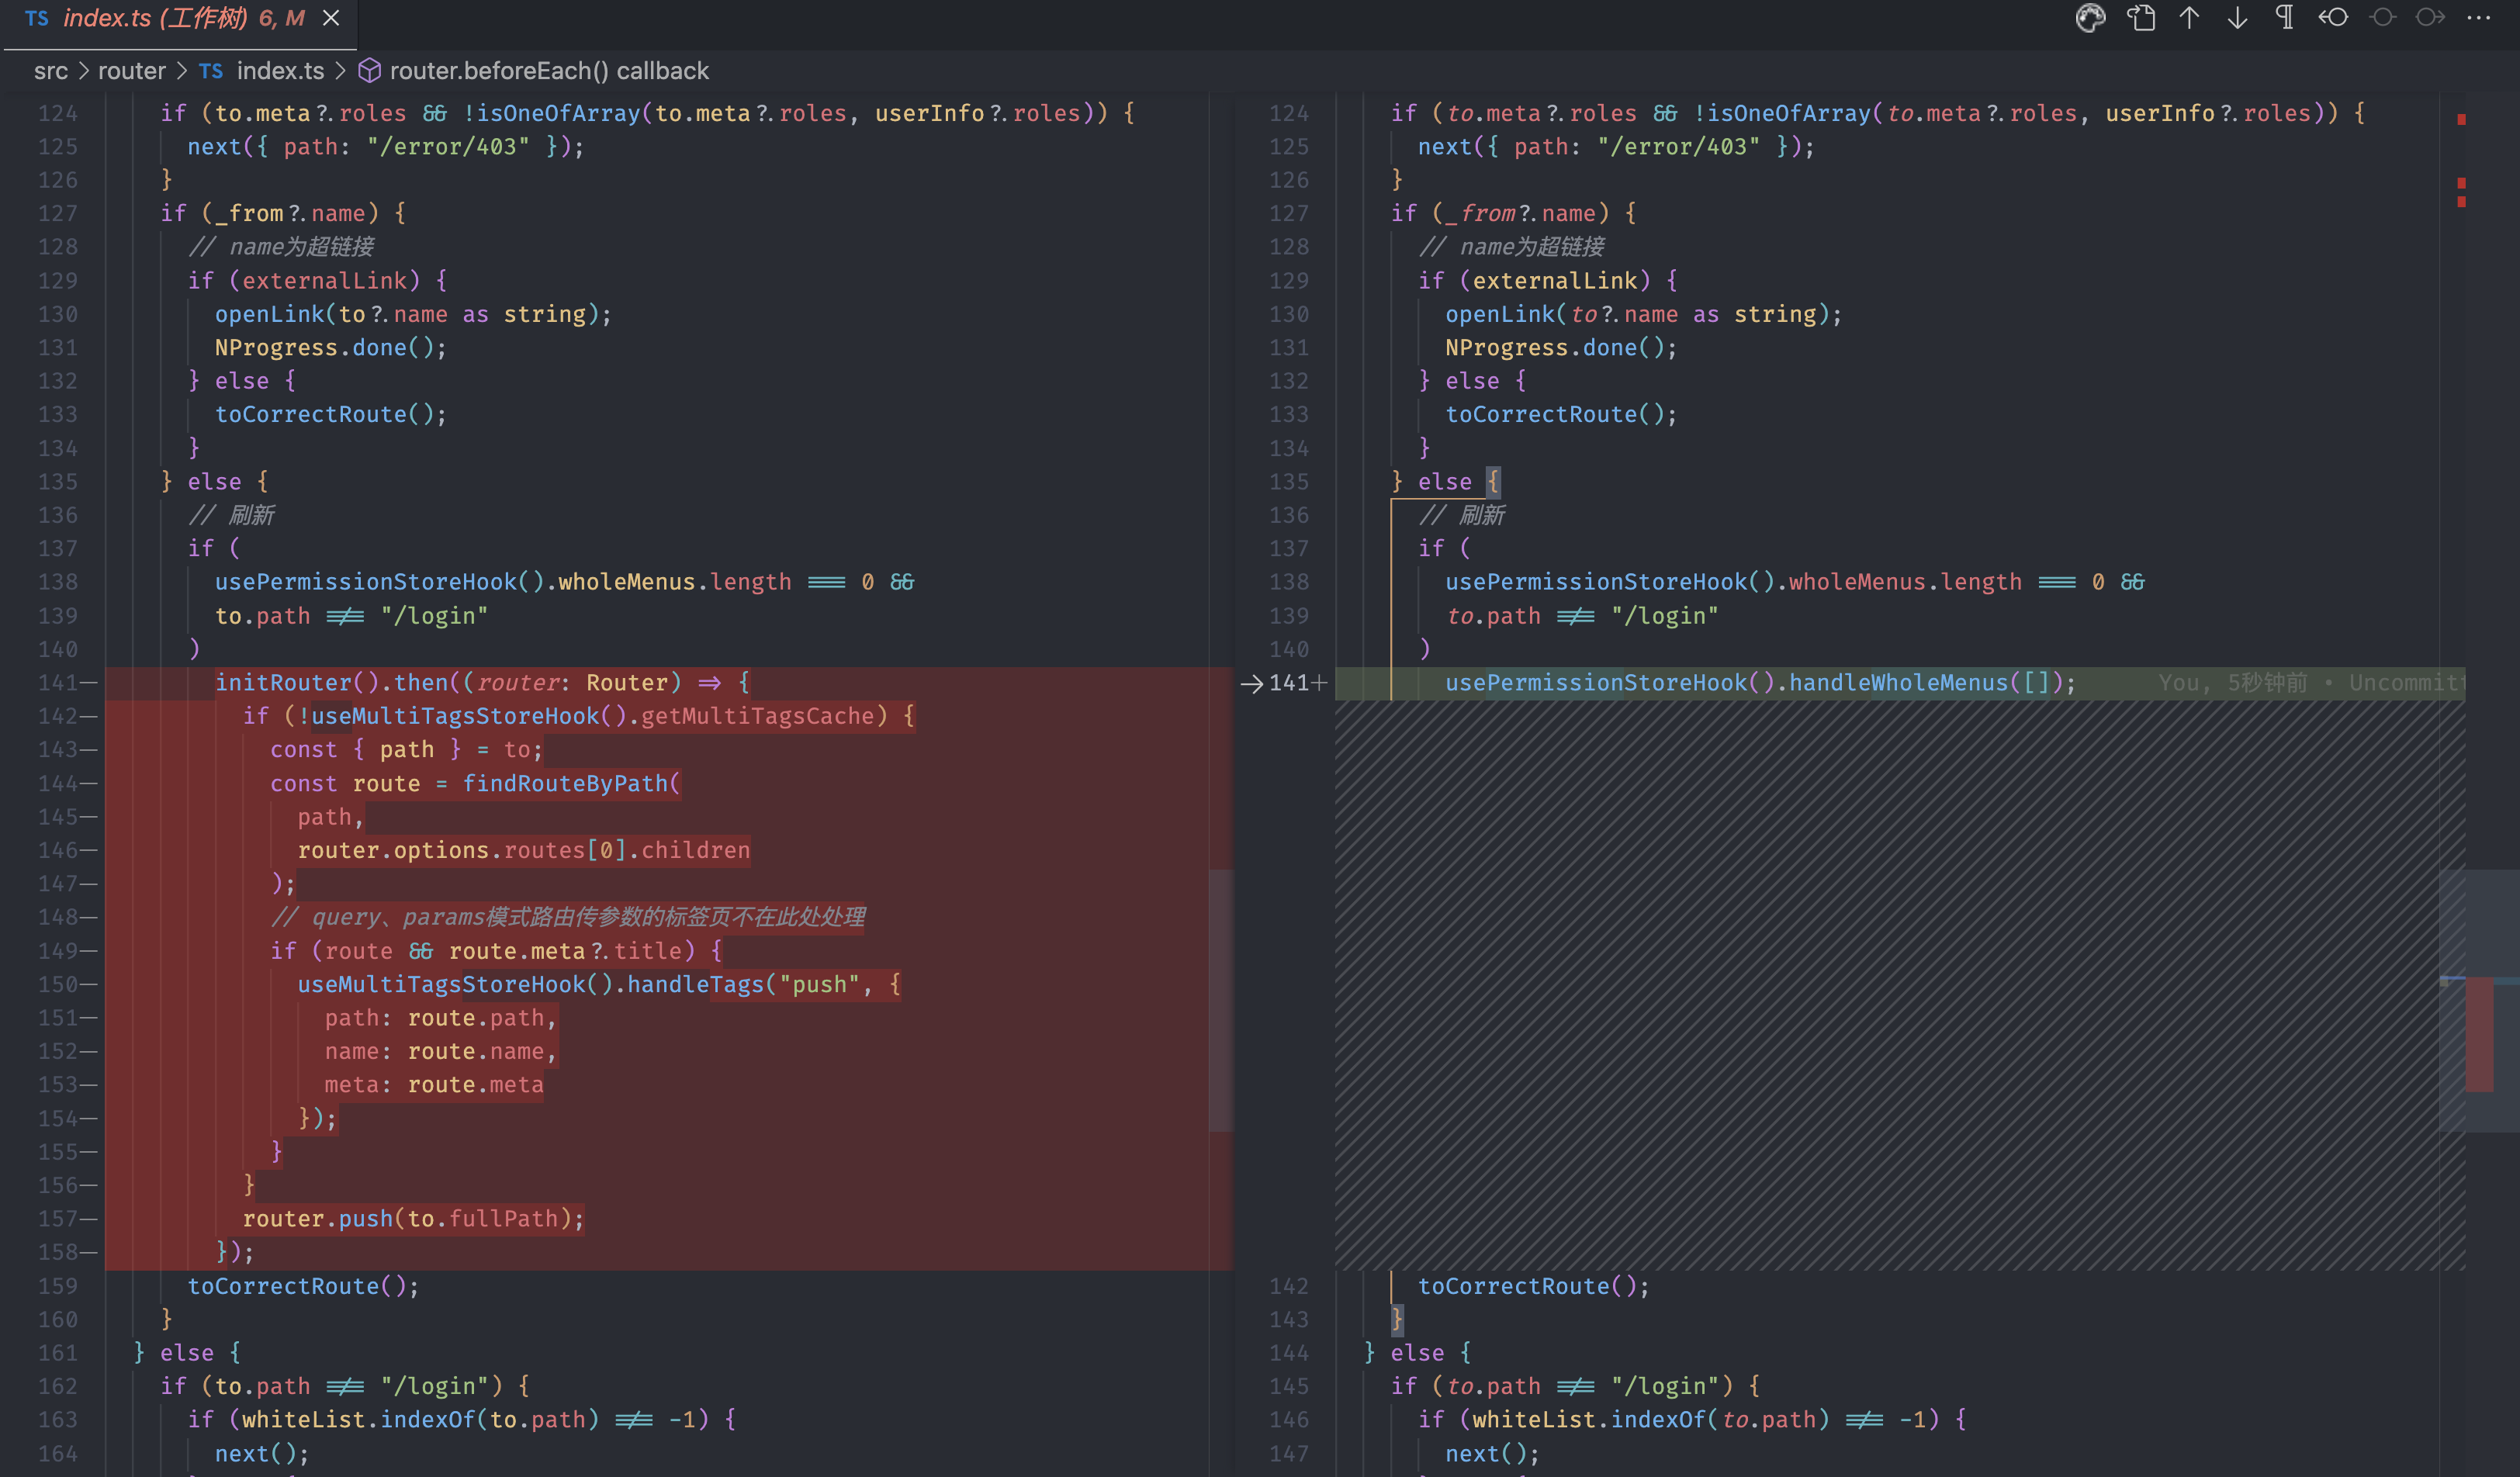 TS index.ts (工作树) 6, M
src > router > TS index.ts > router.beforeEach() callback
124 if (to.meta?.roles && !isOneOfArray(to.meta?.roles, userInfo?.roles)) {
125 next({ path: "/error/403" });
126 }
127 if (_from?.name) {
128 // name为超链接
129 if (externalLink) {
130 openLink(to?.name as string);
131 NProgress.done();
132 } else {
133 toCorrectRoute();
134 }
135 } else {
136 // 刷新
137 if (
138 usePermissionStoreHook().wholeMenus.length === 0 &&
139 to.path !== "/login"
140 )
141— initRouter().then((router: Router) => {
142— if (!useMultiTagsStoreHook().getMultiTagsCache) {
143— const { path } = to;
144— const route = findRouteByPath(
145— path,
146— router.options.routes[0].children
147— );
148— // query、params模式路由传参数的标签页不在此处处理
149— if (route && route.meta?.title) {
150— useMultiTagsStoreHook().handleTags("push", {
151— path: route.path,
152— name: route.name,
153— meta: route.meta
154— });
155— }
156— }
157— router.push(to.fullPath);
158— });
159 toCorrectRoute();
160 }
161 } else {
162 if (to.path !== "/login") {
163 if (whiteList.indexOf(to.path) !== -1) {
164 next();
124 if (to.meta?.roles && !isOneOfArray(to.meta?.roles, userInfo?.roles)) {
125 next({ path: "/error/403" });
126 }
127 if (_from?.name) {
128 // name为超链接
129 if (externalLink) {
130 openLink(to?.name as string);
131 NProgress.done();
132 } else {
133 toCorrectRoute();
134 }
135 } else {
136 // 刷新
137 if (
138 usePermissionStoreHook().wholeMenus.length === 0 &&
139 to.path !== "/login"
140 )
→141+ usePermissionStoreHook().handleWholeMenus([]); You, 5秒钟前 • Uncommitt
142 toCorrectRoute();
143 }
144 } else {
145 if (to.path !== "/login") {
146 if (whiteList.indexOf(to.path) !== -1) {
147 next();